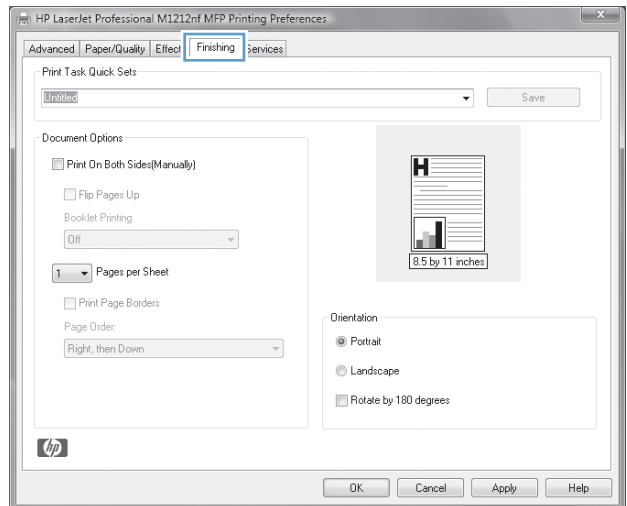 HP LaserJet Professional M1212nf MFP Printing Preferences
Advanced Paper/Quality Effect Finishing Services
Print Task Quick Sets
Untitled
Save
Document Options
Print On Both Sides(Manually)
Flip Pages Up
Booklet Printing
Off
1 Pages per Sheet
Print Page Borders
Page Order:
Right, then Down
H
8.5 by 11 inches
Orientation
Portrait
Landscape
Rotate by 180 degrees
hp
OK Cancel Apply Help